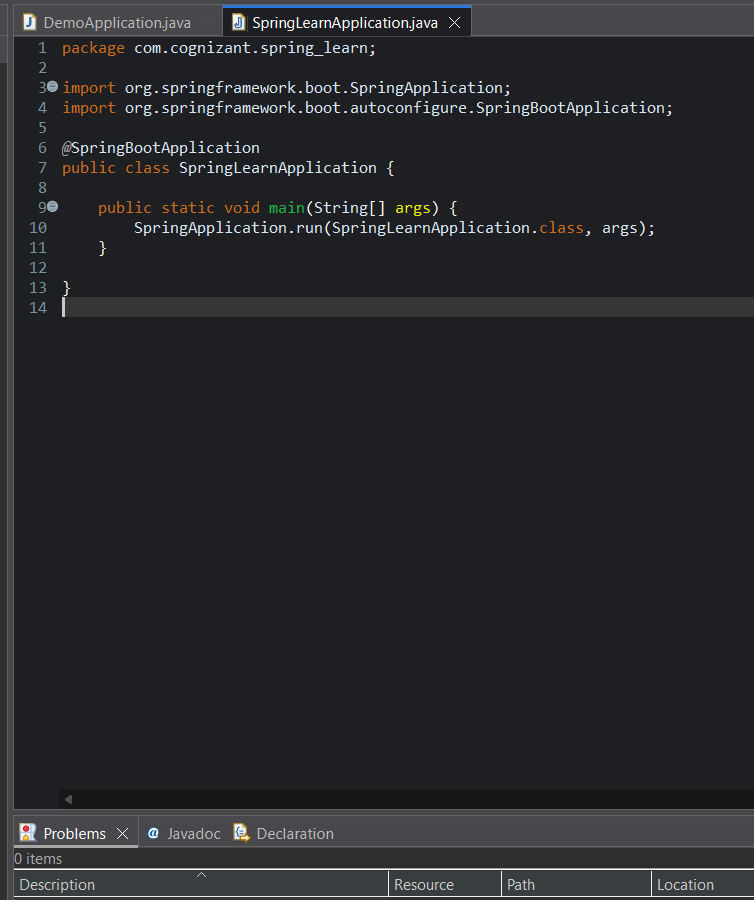 DemoApplication.java SpringLearnApplication.java
1 package com.cognizant.spring_learn;
2
3 import org.springframework.boot.SpringApplication;
4 import org.springframework.boot.autoconfigure.SpringBootApplication;
5
6 @SpringBootApplication
7 public class SpringLearnApplication {
8
9     public static void main(String[] args) {
10         SpringApplication.run(SpringLearnApplication.class, args);
11     }
12
13 }
14
Problems @ Javadoc Declaration
0 items
Description Resource Path Location